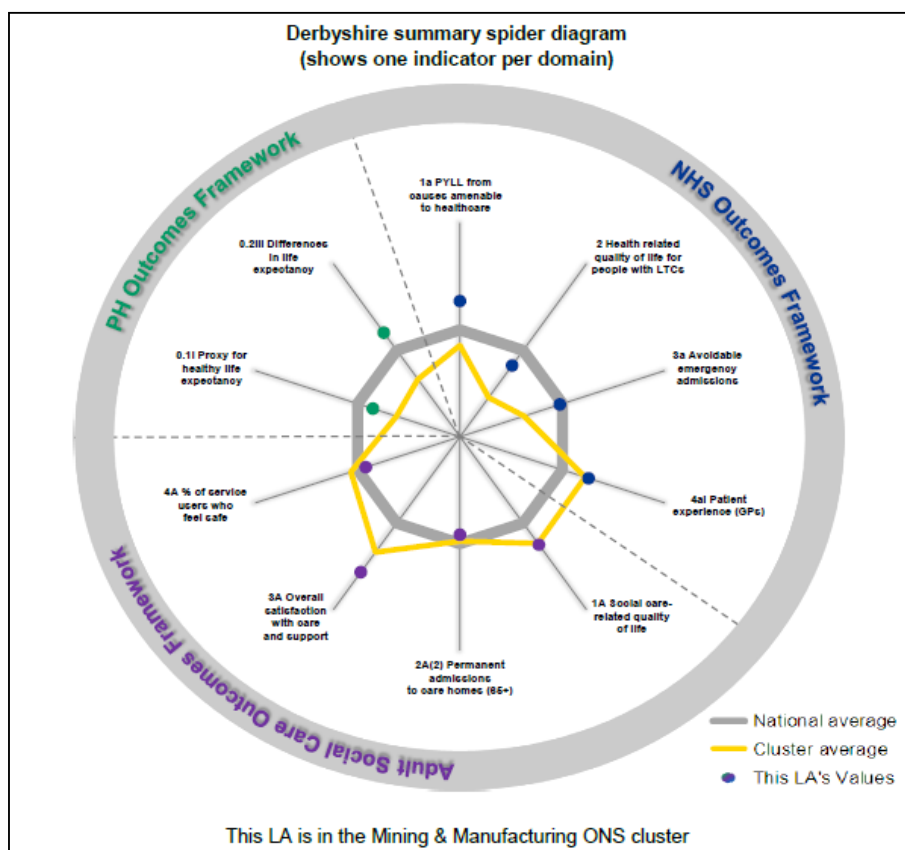 Derbyshire summary spider diagram
(shows one indicator per domain)
PH Outcomes Framework
NHS Outcomes Framework
Adult Social Care Outcomes Framework
1a PYLL from
causes amenable
to healthcare
2 Health related
quality of life for
people with LTCs
3a Avoidable
emergency
admissions
4ai Patient
experience (GPs)
1A Social care-
related quality
of life
2A(2) Permanent
admissions
to care homes (65+)
3A Overall
satisfaction
with care
and support
4A % of service
users who
feel safe
0.1i Proxy for
healthy life
expectancy
0.2iii Differences
in life
expectancy
National average
Cluster average
This LA's Values
This LA is in the Mining & Manufacturing ONS cluster